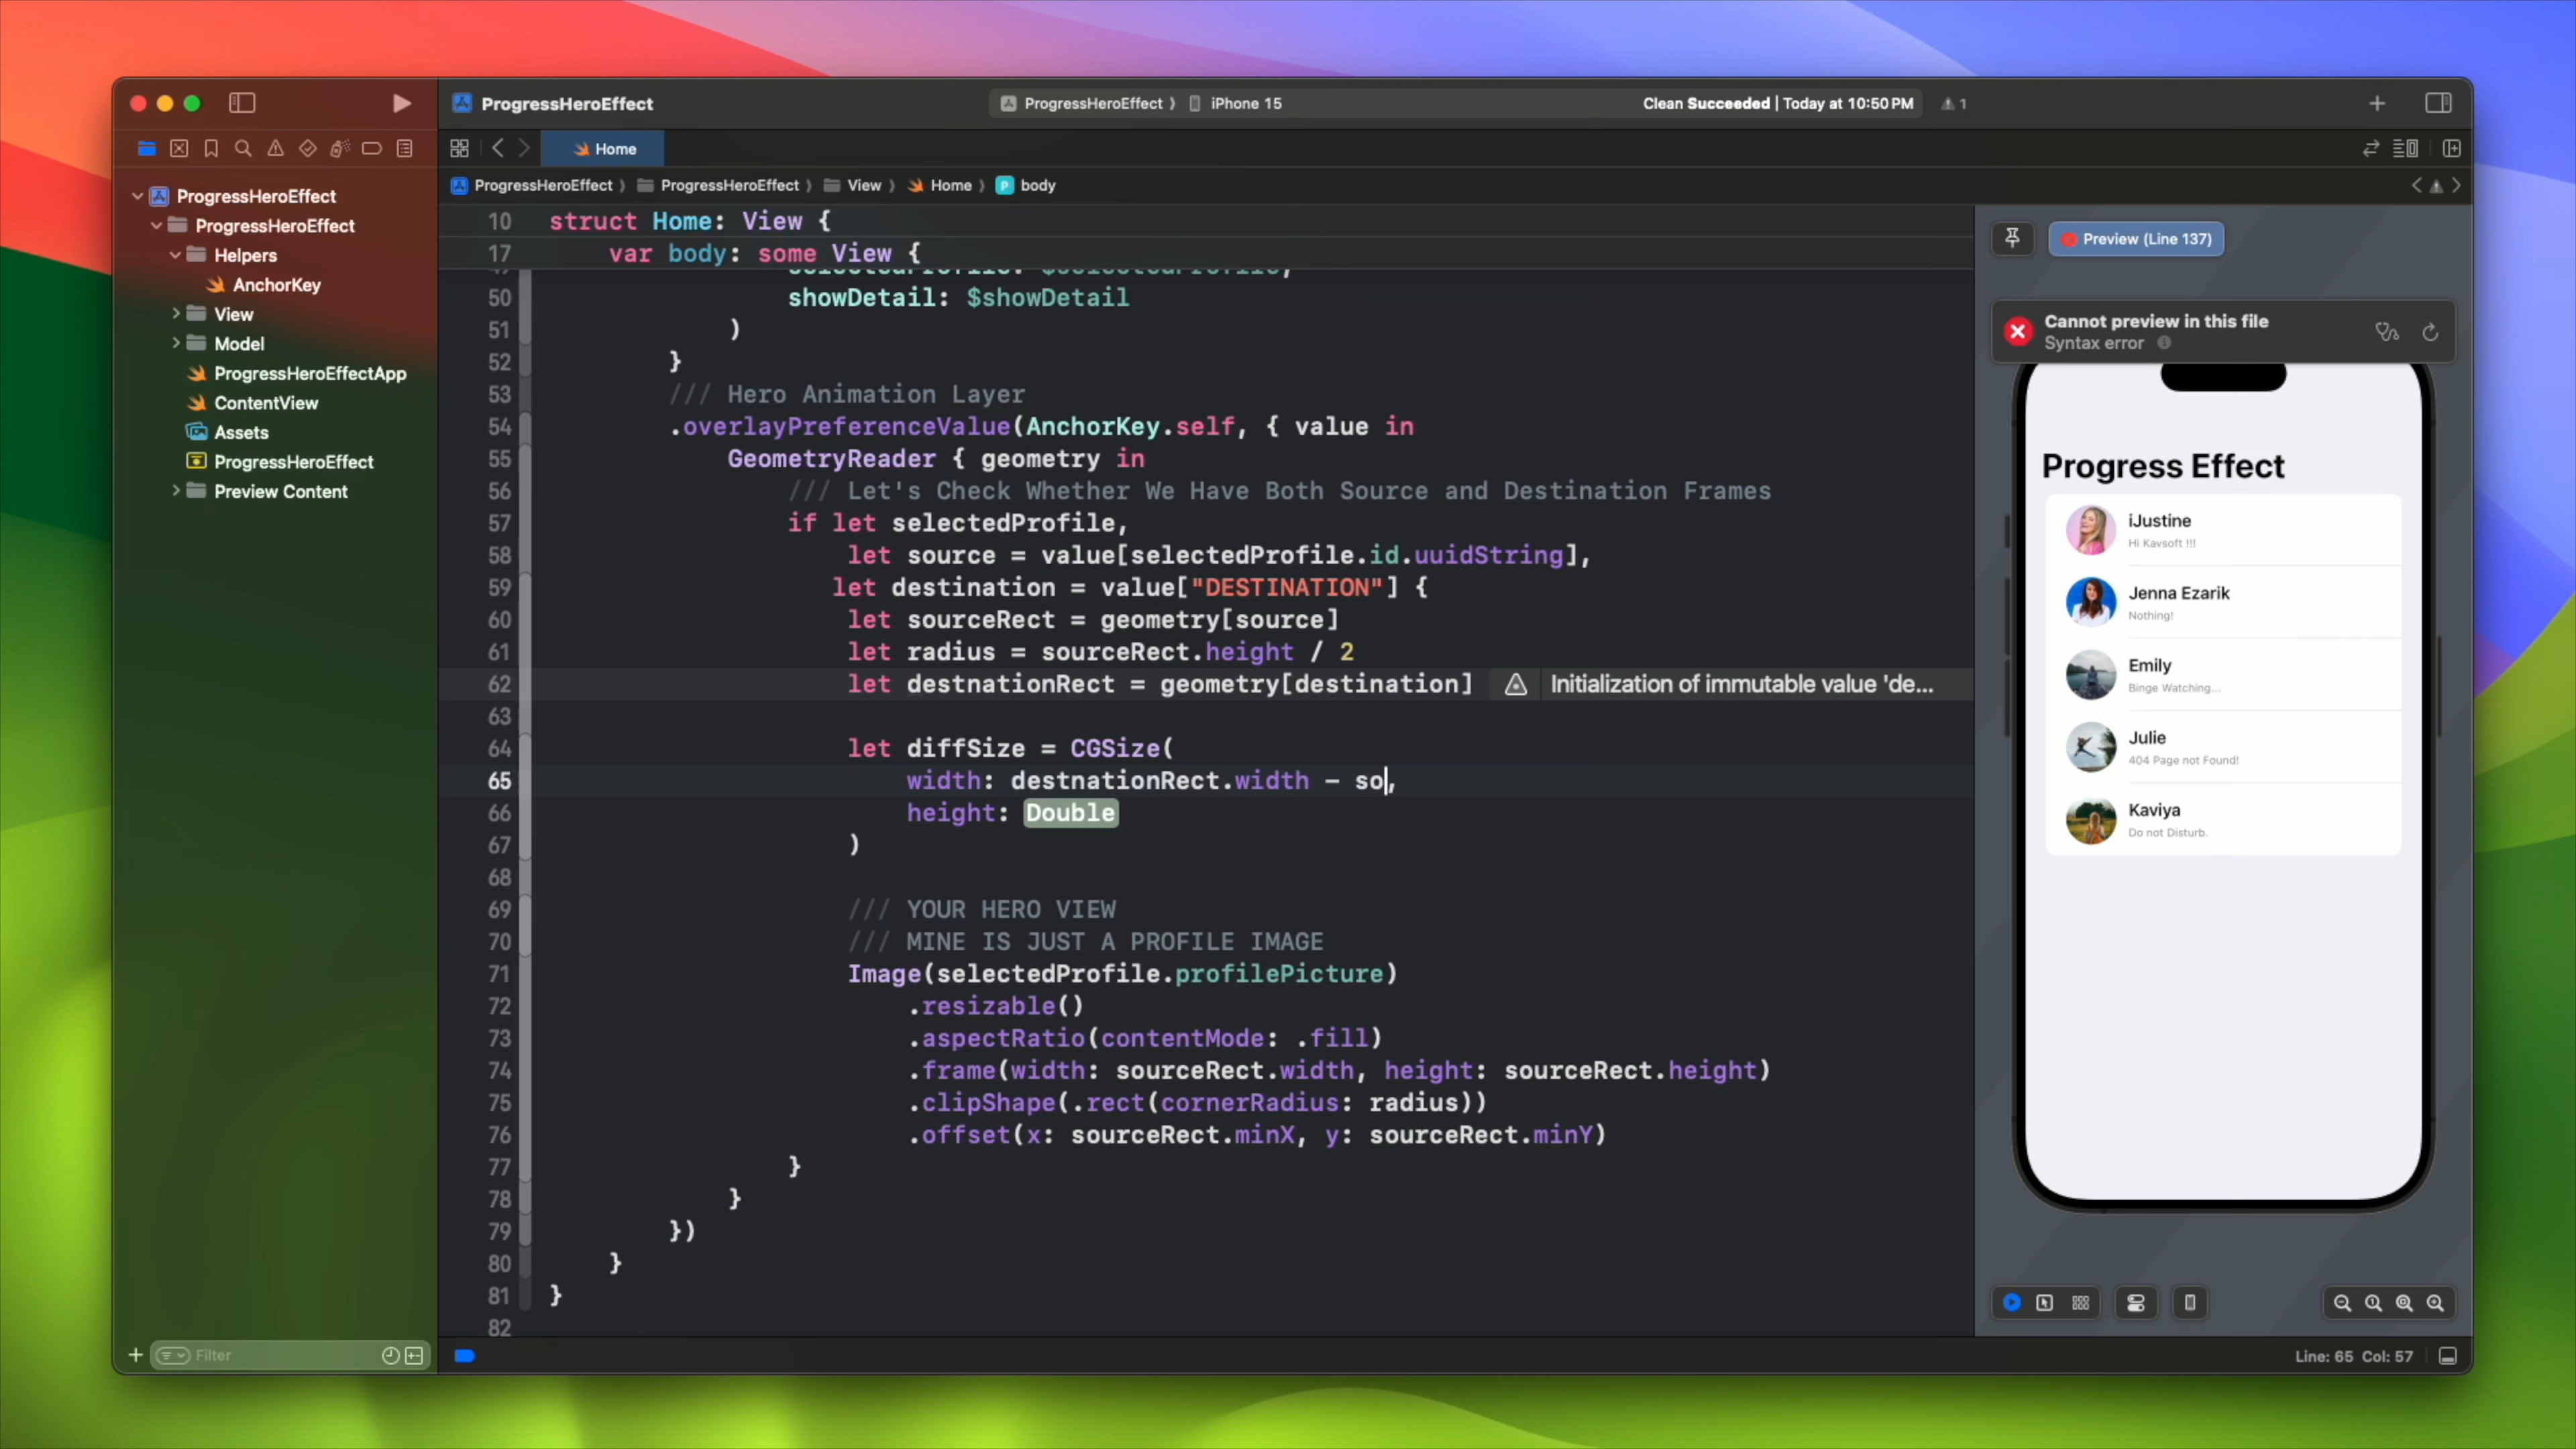 ProgressHeroEffect
ProgressHeroEffect ⟩ iPhone 15
Clean Succeeded | Today at 10:50 PM
1
Home
ProgressHeroEffect ⟩ ProgressHeroEffect ⟩ View ⟩ Home ⟩ P body
ProgressHeroEffect
ProgressHeroEffect
Helpers
AnchorKey
View
Model
ProgressHeroEffectApp
ContentView
Assets
ProgressHeroEffect
Preview Content
Filter
10 struct Home: View {
17 var body: some View {
selectedProfile: $selectedProfile,
50 showDetail: $showDetail
51 )
52 }
53 /// Hero Animation Layer
54 .overlayPreferenceValue(AnchorKey.self, { value in
55 GeometryReader { geometry in
56 /// Let's Check Whether We Have Both Source and Destination Frames
57 if let selectedProfile,
58 let source = value[selectedProfile.id.uuidString],
59 let destination = value["DESTINATION"] {
60 let sourceRect = geometry[source]
61 let radius = sourceRect.height / 2
62 let destnationRect = geometry[destination] Initialization of immutable value 'de...
63
64 let diffSize = CGSize(
65 width: destnationRect.width - so,
66 height: Double
67 )
68
69 /// YOUR HERO VIEW
70 /// MINE IS JUST A PROFILE IMAGE
71 Image(selectedProfile.profilePicture)
72 .resizable()
73 .aspectRatio(contentMode: .fill)
74 .frame(width: sourceRect.width, height: sourceRect.height)
75 .clipShape(.rect(cornerRadius: radius))
76 .offset(x: sourceRect.minX, y: sourceRect.minY)
77 }
78 }
79 })
80 }
81 }
82
Preview (Line 137)
Cannot preview in this file
Syntax error
Progress Effect
iJustine
Hi Kavsoft !!!
Jenna Ezarik
Nothing!
Emily
Binge Watching...
Julie
404 Page not Found!
Kaviya
Do not Disturb.
Line: 65 Col: 57